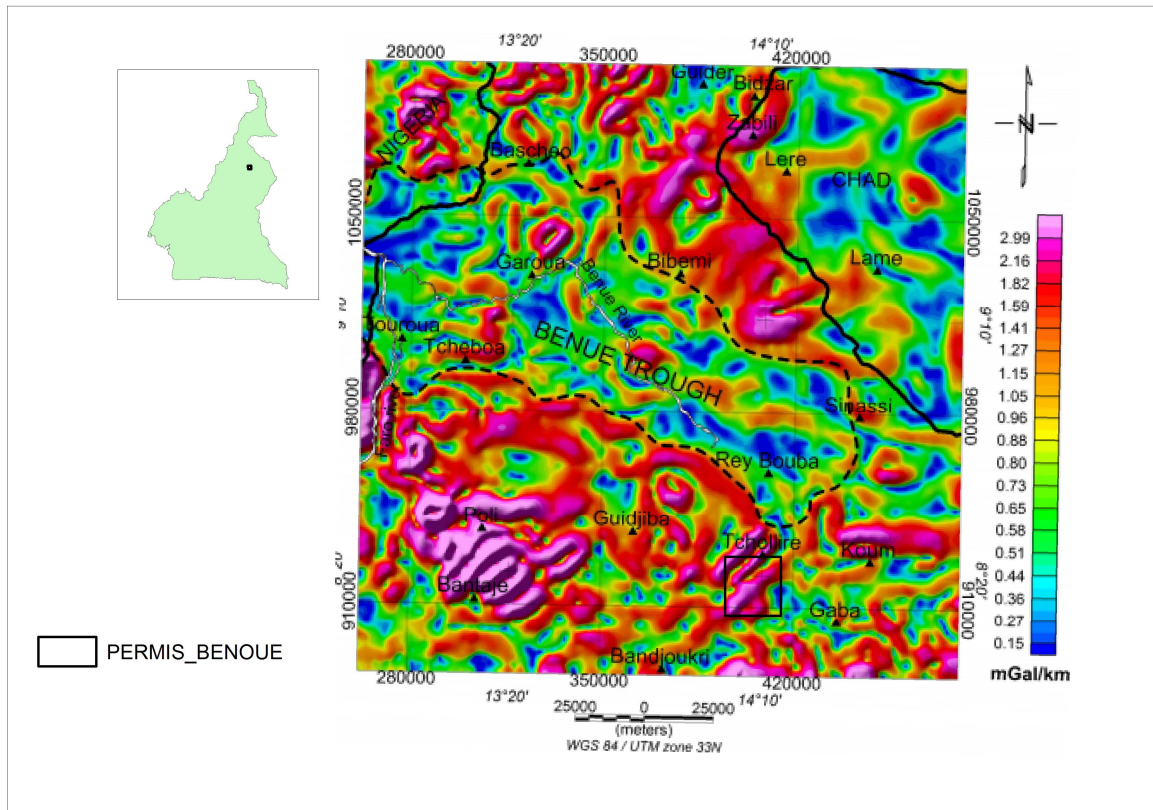 13°20'
14°10'
280000
350000
420000
Guider
Bidzar
NIGERIA
Zabili
Bascheo
Lere
CHAD
1050000
1050000
Garoua
Benue River
Bibemi
Lame
9°10'
Tcheboa
BENUE TROUGH
980000
980000
Sinassi
Rey Bouba
Poli
Guidjiba
Tchollire
Koum
Bantaje
8°20'
910000
910000
Gaba
Bandjoukri
280000
350000
420000
13°20'
14°10'
25000
0
25000
(meters)
WGS 84 / UTM zone 33N
N
2.99
2.16
1.82
1.59
1.41
1.27
1.15
1.05
0.96
0.88
0.80
0.73
0.65
0.58
0.51
0.44
0.36
0.27
0.15
mGal/km
PERMIS_BENOUE